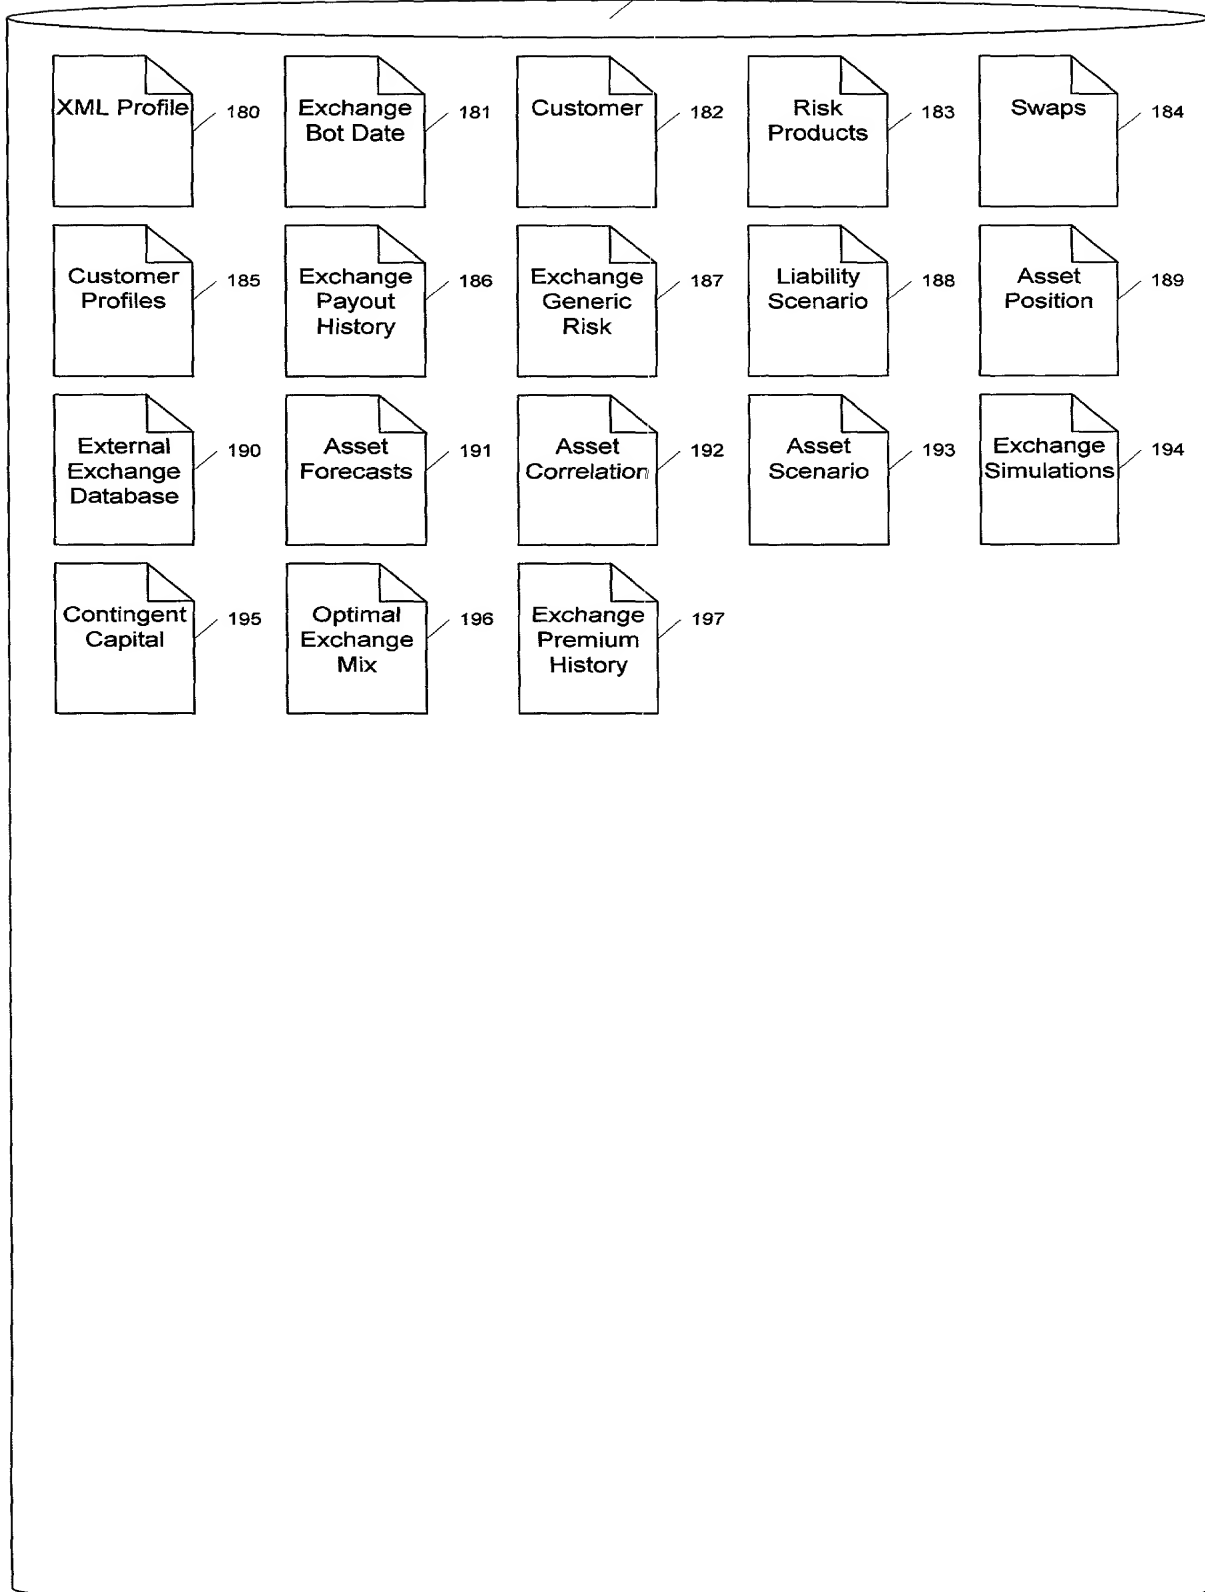 XML Profile
180
Exchange
Bot Date
181
Customer
182
Risk
Products
183
Swaps
184
Customer
Profiles
185
Exchange
Payout
History
186
Exchange
Generic
Risk
187
Liability
Scenario
188
Asset
Position
189
External
Exchange
Database
190
Asset
Forecasts
191
Asset
Correlation
192
Asset
Scenario
193
Exchange
Simulations
194
Contingent
Capital
195
Optimal
Exchange
Mix
196
Exchange
Premium
History
197